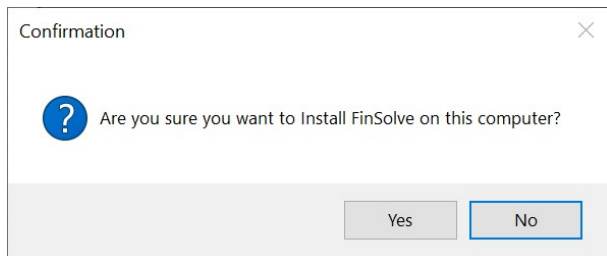 Confirmation
? Are you sure you want to Install FinSolve on this computer?
Yes No